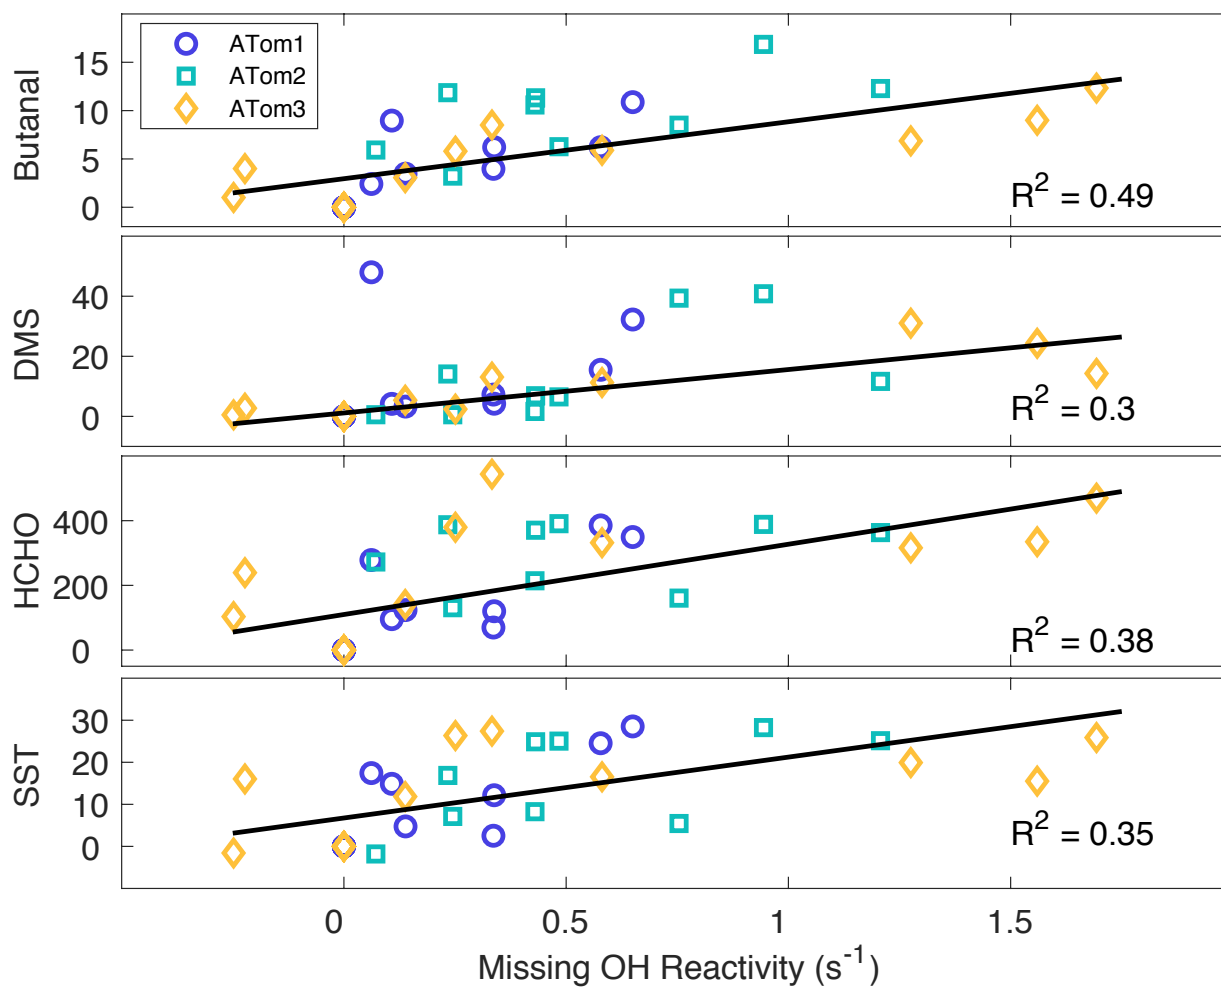 ATom1
ATom2
ATom3
Butanal
15
10
5
0
R² = 0.49
DMS
40
20
0
R² = 0.3
HCHO
400
200
0
R² = 0.38
SST
30
20
10
0
R² = 0.35
0 0.5 1 1.5
Missing OH Reactivity (s⁻¹)